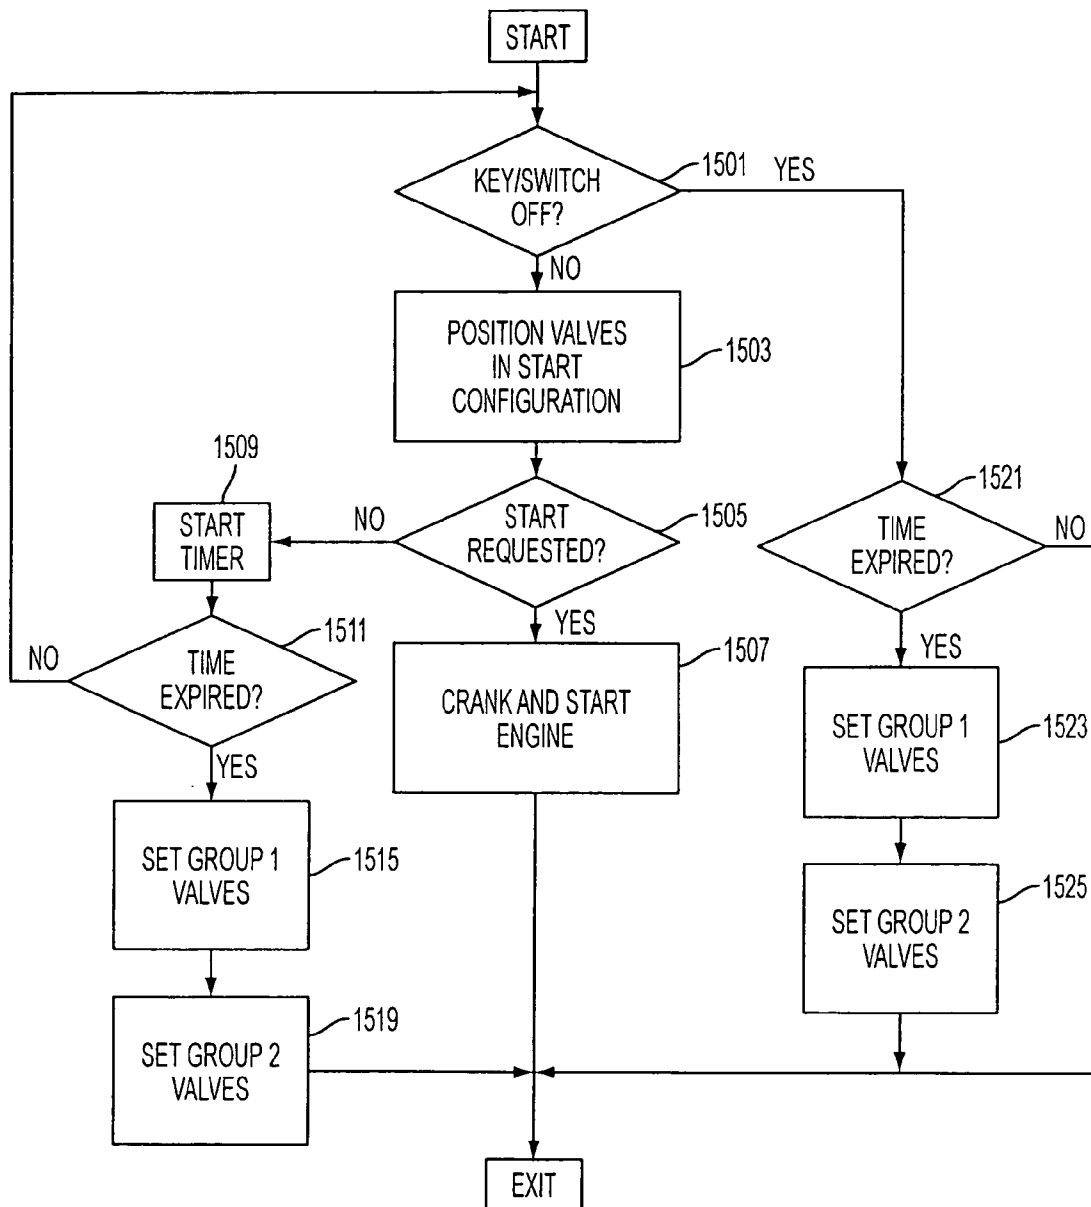 START
1501
YES
KEY/SWITCH
OFF?
NO
POSITION VALVES
IN START
CONFIGURATION
1503
1509
START
TIMER
NO
START
REQUESTED?
1505
1521
TIME
EXPIRED?
NO
1511
NO
TIME
EXPIRED?
YES
YES
CRANK AND START
ENGINE
1507
YES
SET GROUP 1
VALVES
1523
SET GROUP 1
VALVES
1515
SET GROUP 2
VALVES
1525
SET GROUP 2
VALVES
1519
EXIT